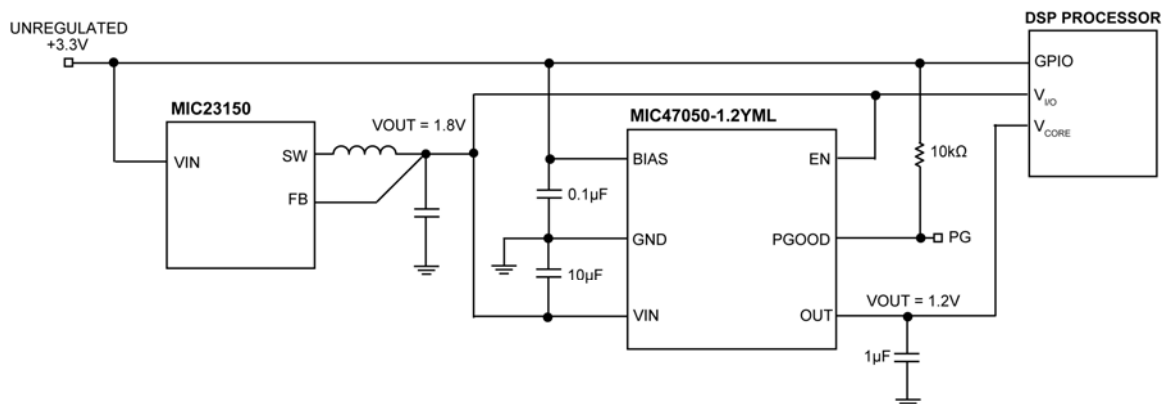 UNREGULATED
+3.3V
DSP PROCESSOR
GPIO
VI/O
VCORE
MIC23150
VIN
SW
FB
VOUT = 1.8V
MIC47050-1.2YML
BIAS
EN
GND
PGOOD
VIN
OUT
0.1µF
10µF
10kΩ
PG
VOUT = 1.2V
1µF